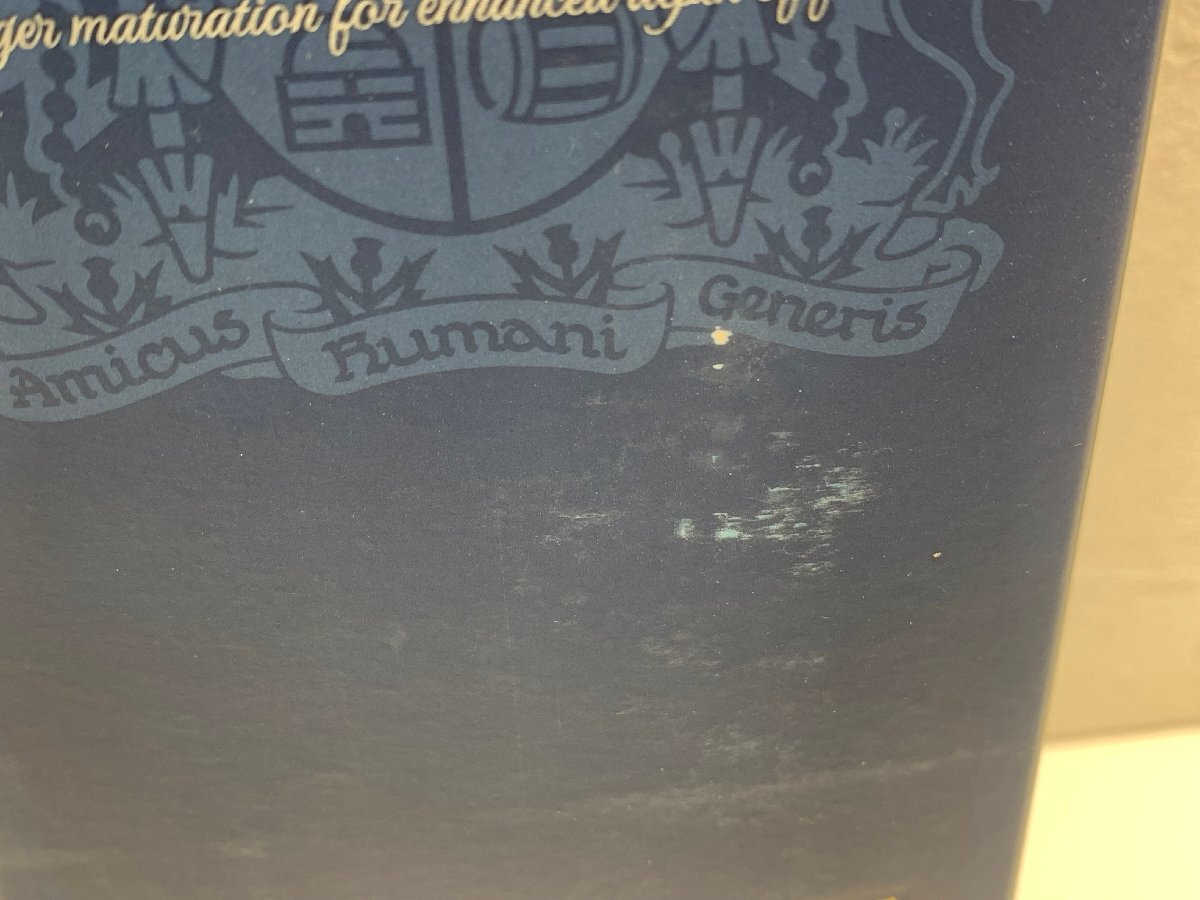 maturation for enhanced
W W
Amicus Humani Generis